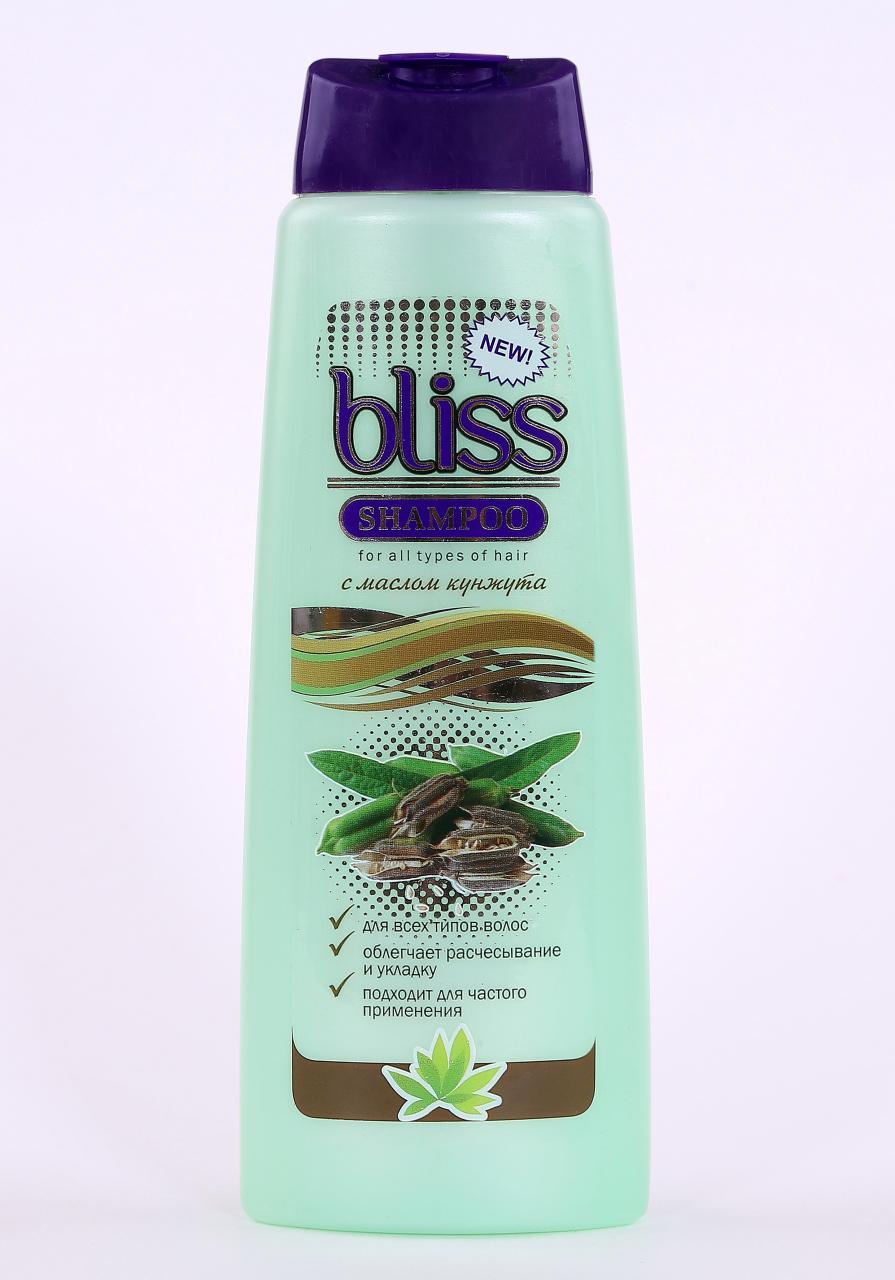 NEW!
bliss
SHAMPOO
for all types of hair
с маслом кунжута
для всех типов волос
облегчает расчесывание
и укладку
подходит для частого
применения